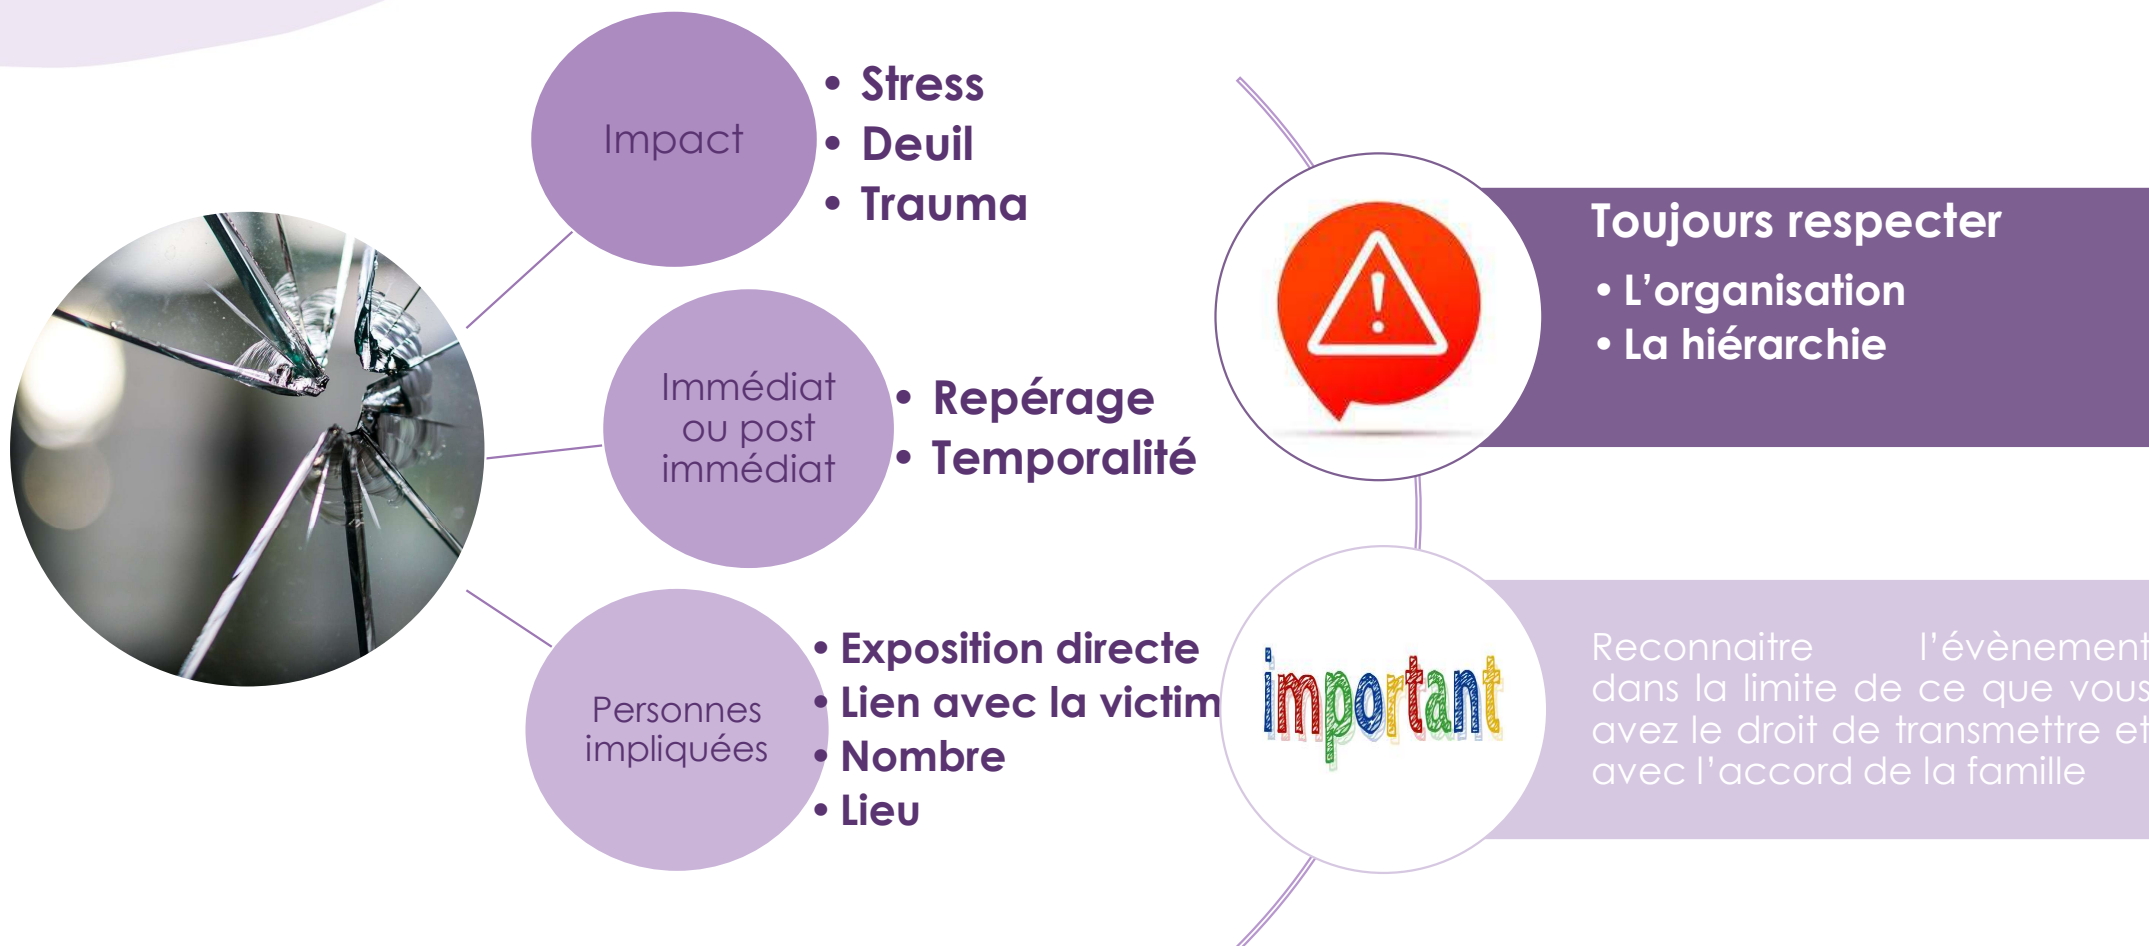 Impact
• Stress
• Deuil
• Trauma
Immédiat
ou post
immédiat
• Repérage
• Temporalité
Personnes
impliquées
• Exposition directe
• Lien avec la victim
• Nombre
• Lieu
Toujours respecter
• L’organisation
• La hiérarchie
important
Reconnaitre l’évènement
dans la limite de ce que vous
avez le droit de transmettre et
avec l’accord de la famille